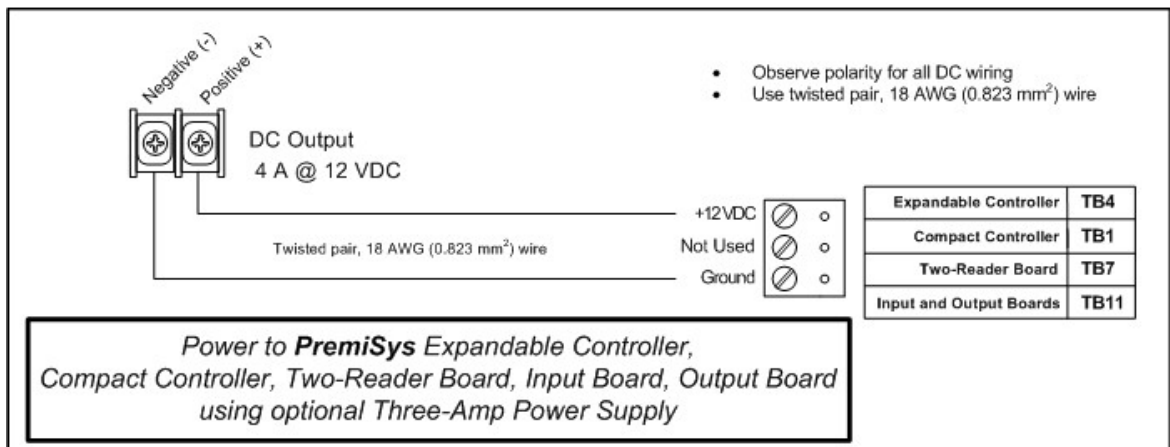 Negative (-)
Positive (+)
DC Output
4 A @ 12 VDC
• Observe polarity for all DC wiring
• Use twisted pair, 18 AWG (0.823 mm²) wire
+12VDC
Not Used
Ground
Twisted pair, 18 AWG (0.823 mm²) wire
Expandable Controller TB4
Compact Controller TB1
Two-Reader Board TB7
Input and Output Boards TB11
Power to PremiSys Expandable Controller,
Compact Controller, Two-Reader Board, Input Board, Output Board
using optional Three-Amp Power Supply